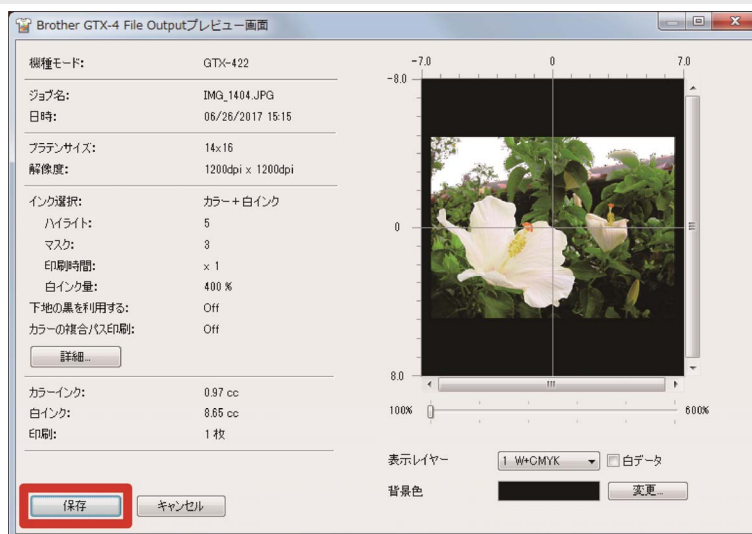 Brother GTX-4 File Outputプレビュー画面
機種モード: GTX-422
ジョブ名: IMG_1404.JPG
日時: 06/26/2017 15:15
プラテンサイズ: 14×16
解像度: 1200dpi × 1200dpi
インク選択: カラー+白インク
ハイライト: 5
マスク: 3
印刷時間: × 1
白インク量: 400 %
下地の黒を利用する: Off
カラーの複合パス印刷: Off
詳細...
カラーインク: 0.97 cc
白インク: 8.65 cc
印刷: 1 枚
保存 キャンセル
-7.0 0 7.0
-8.0
0
8.0
100% 600%
表示レイヤー 1 W+CMYK 白データ
背景色 変更...